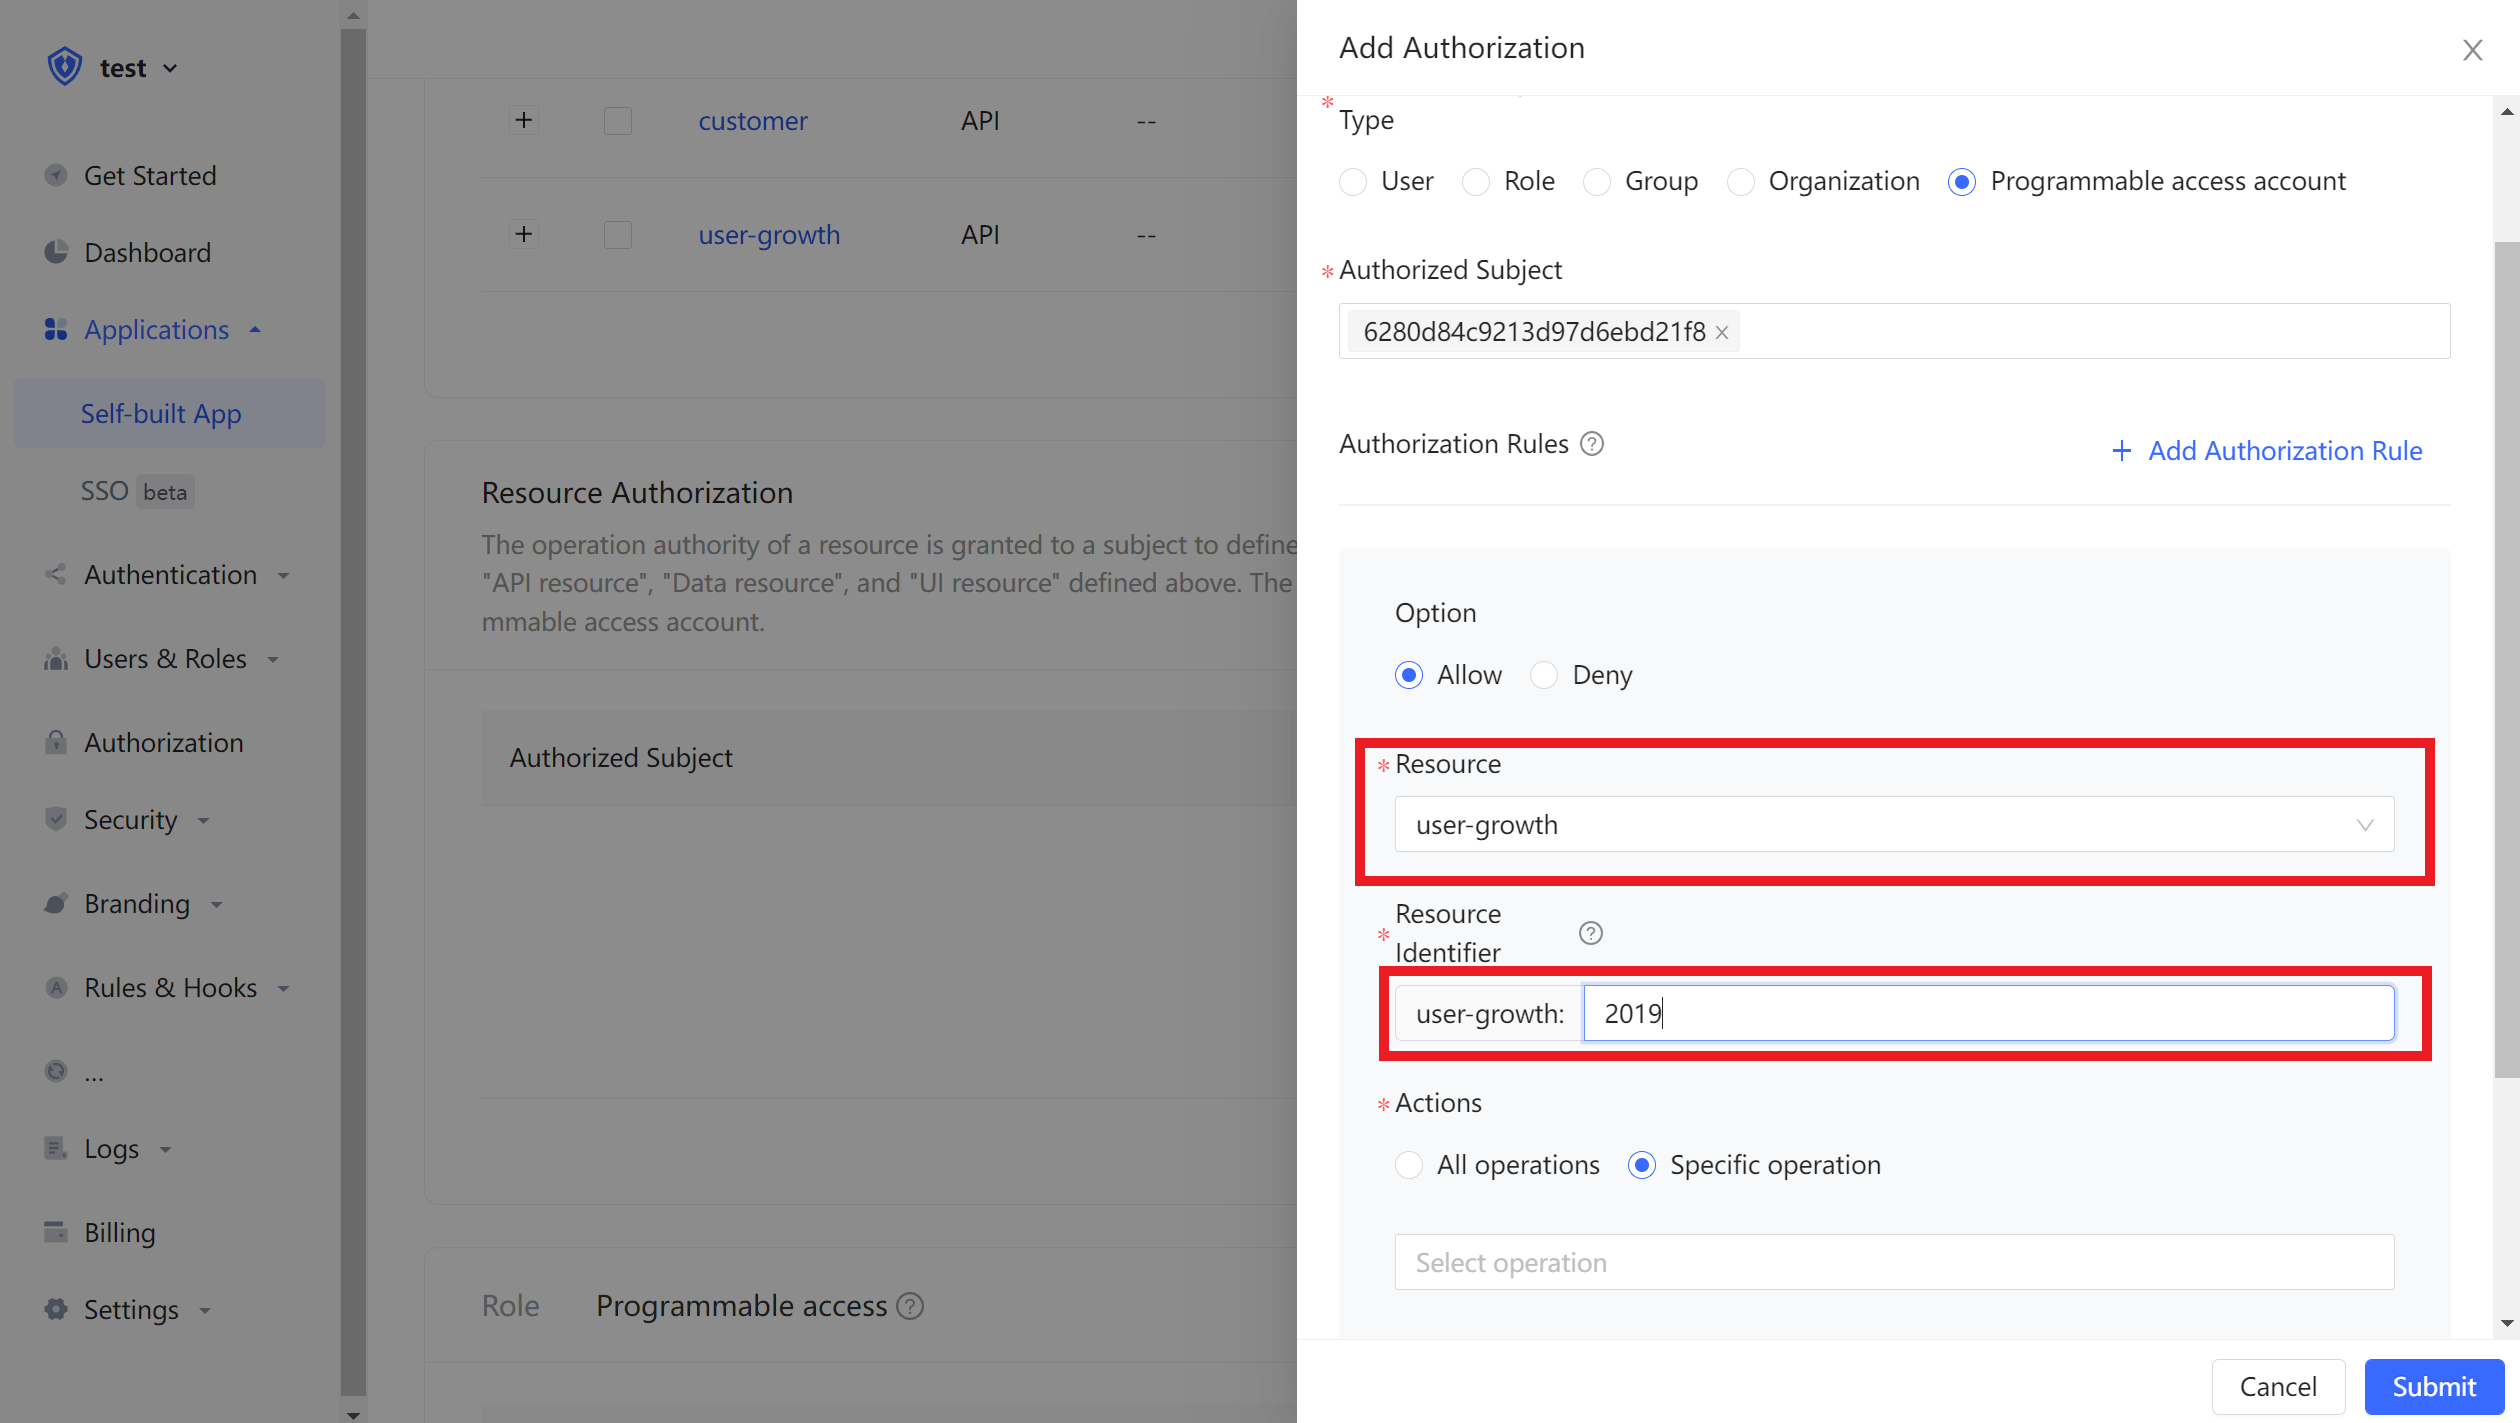 test
Get Started
Dashboard
Applications
Self-built App
SSO beta
Authentication
Users & Roles
Authorization
Security
Branding
Rules & Hooks
...
Logs
Billing
Settings
customer API --
user-growth API --
Resource Authorization
The operation authority of a resource is granted to a subject to define
"API resource", "Data resource", and "UI resource" defined above. The
mmable access account.
Authorized Subject
Role Programmable access
Add Authorization
* Type
User Role Group Organization Programmable access account
* Authorized Subject
6280d84c9213d97d6ebd21f8
Authorization Rules
+ Add Authorization Rule
Option
Allow Deny
* Resource
user-growth
* Resource
Identifier
user-growth: 2019
* Actions
All operations Specific operation
Select operation
Cancel Submit